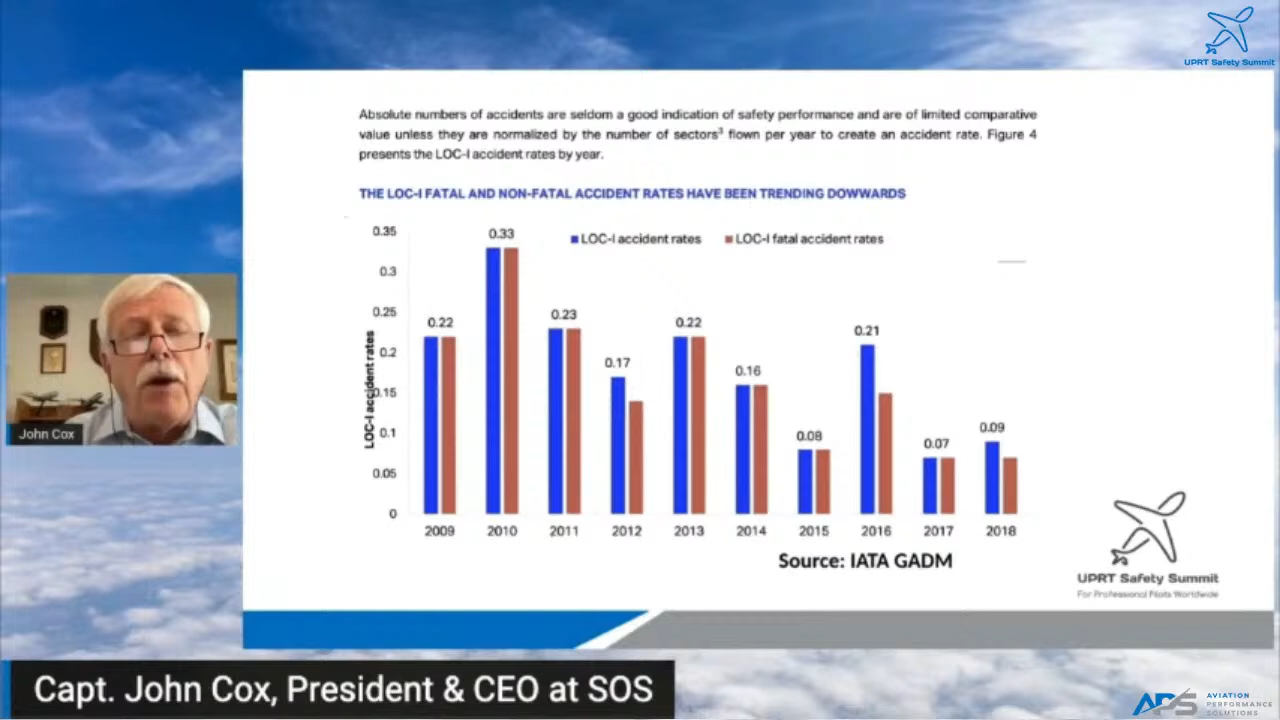 UPRT Safety Summit
Absolute numbers of accidents are seldom a good indication of safety performance and are of limited comparative
value unless they are normalized by the number of sectors³ flown per year to create an accident rate. Figure 4
presents the LOC-I accident rates by year.
THE LOC-I FATAL AND NON-FATAL ACCIDENT RATES HAVE BEEN TRENDING DOWWARDS
LOC-I accident rates
LOC-I fatal accident rates
LOC-I accident rates
0.35
0.3
0.25
0.2
0.15
0.1
0.05
0
0.22
0.33
0.23
0.17
0.22
0.16
0.08
0.21
0.07
0.09
2009 2010 2011 2012 2013 2014 2015 2016 2017 2018
Source: IATA GADM
UPRT Safety Summit
For Professional Pilots Worldwide
John Cox
Capt. John Cox, President & CEO at SOS
APS
AVIATION
PERFORMANCE
SOLUTIONS